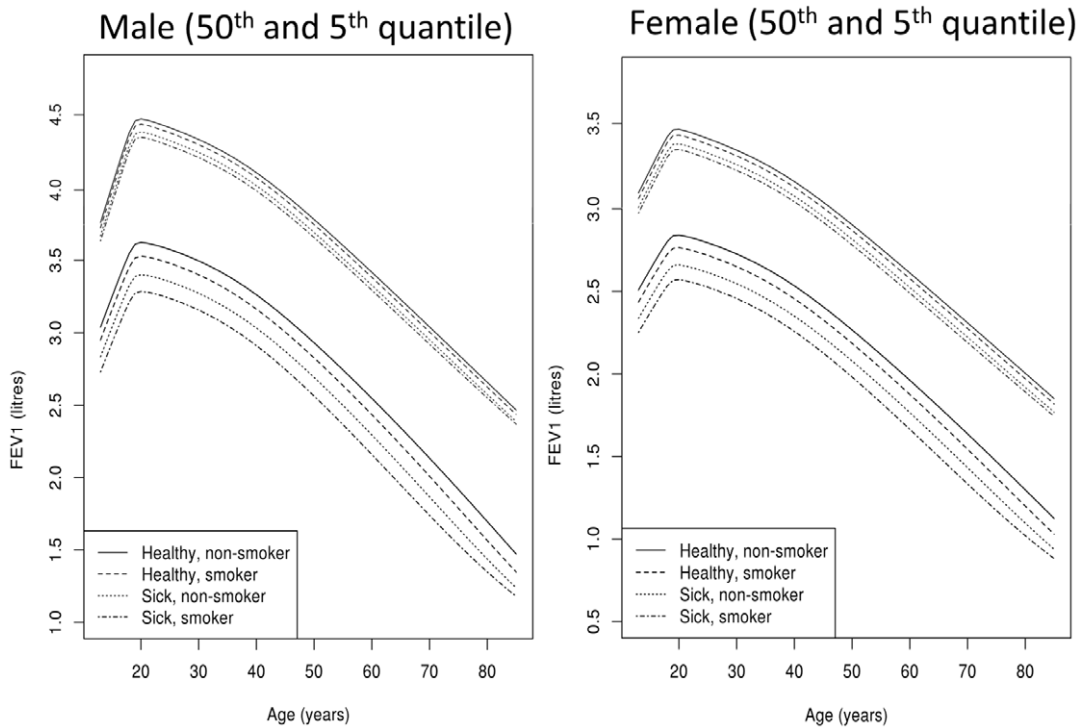 Male (50th and 5th quantile)
FEV1 (litres)
4.5
4.0
3.5
3.0
2.5
2.0
1.5
1.0
Healthy, non-smoker
Healthy, smoker
Sick, non-smoker
Sick, smoker
20 30 40 50 60 70 80
Age (years)
Female (50th and 5th quantile)
FEV1 (litres)
3.5
3.0
2.5
2.0
1.5
1.0
0.5
Healthy, non-smoker
Healthy, smoker
Sick, non-smoker
Sick, smoker
20 30 40 50 60 70 80
Age (years)